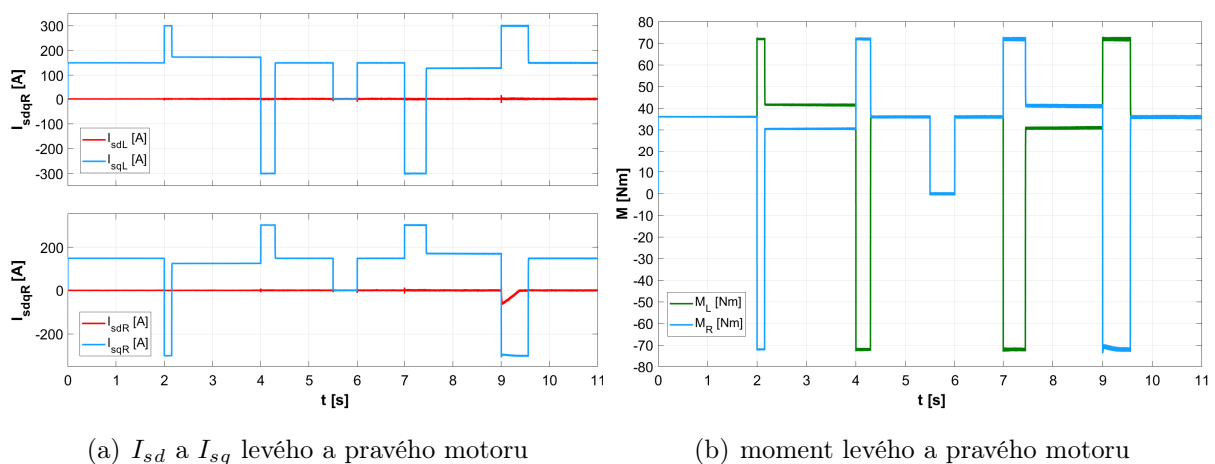 I_sdqR [A]
300
200
100
0
-100
-200
-300
I_sdL [A]
I_sqL [A]
I_sdqR [A]
200
0
-200
I_sdR [A]
I_sqR [A]
0 1 2 3 4 5 6 7 8 9 10 11
t [s]
(a) I_sd a I_sq levého a pravého motoru
M [Nm]
80
70
60
50
40
30
20
10
0
-10
-20
-30
-40
-50
-60
-70
-80
M_L [Nm]
M_R [Nm]
0 1 2 3 4 5 6 7 8 9 10 11
t [s]
(b) moment levého a pravého motoru